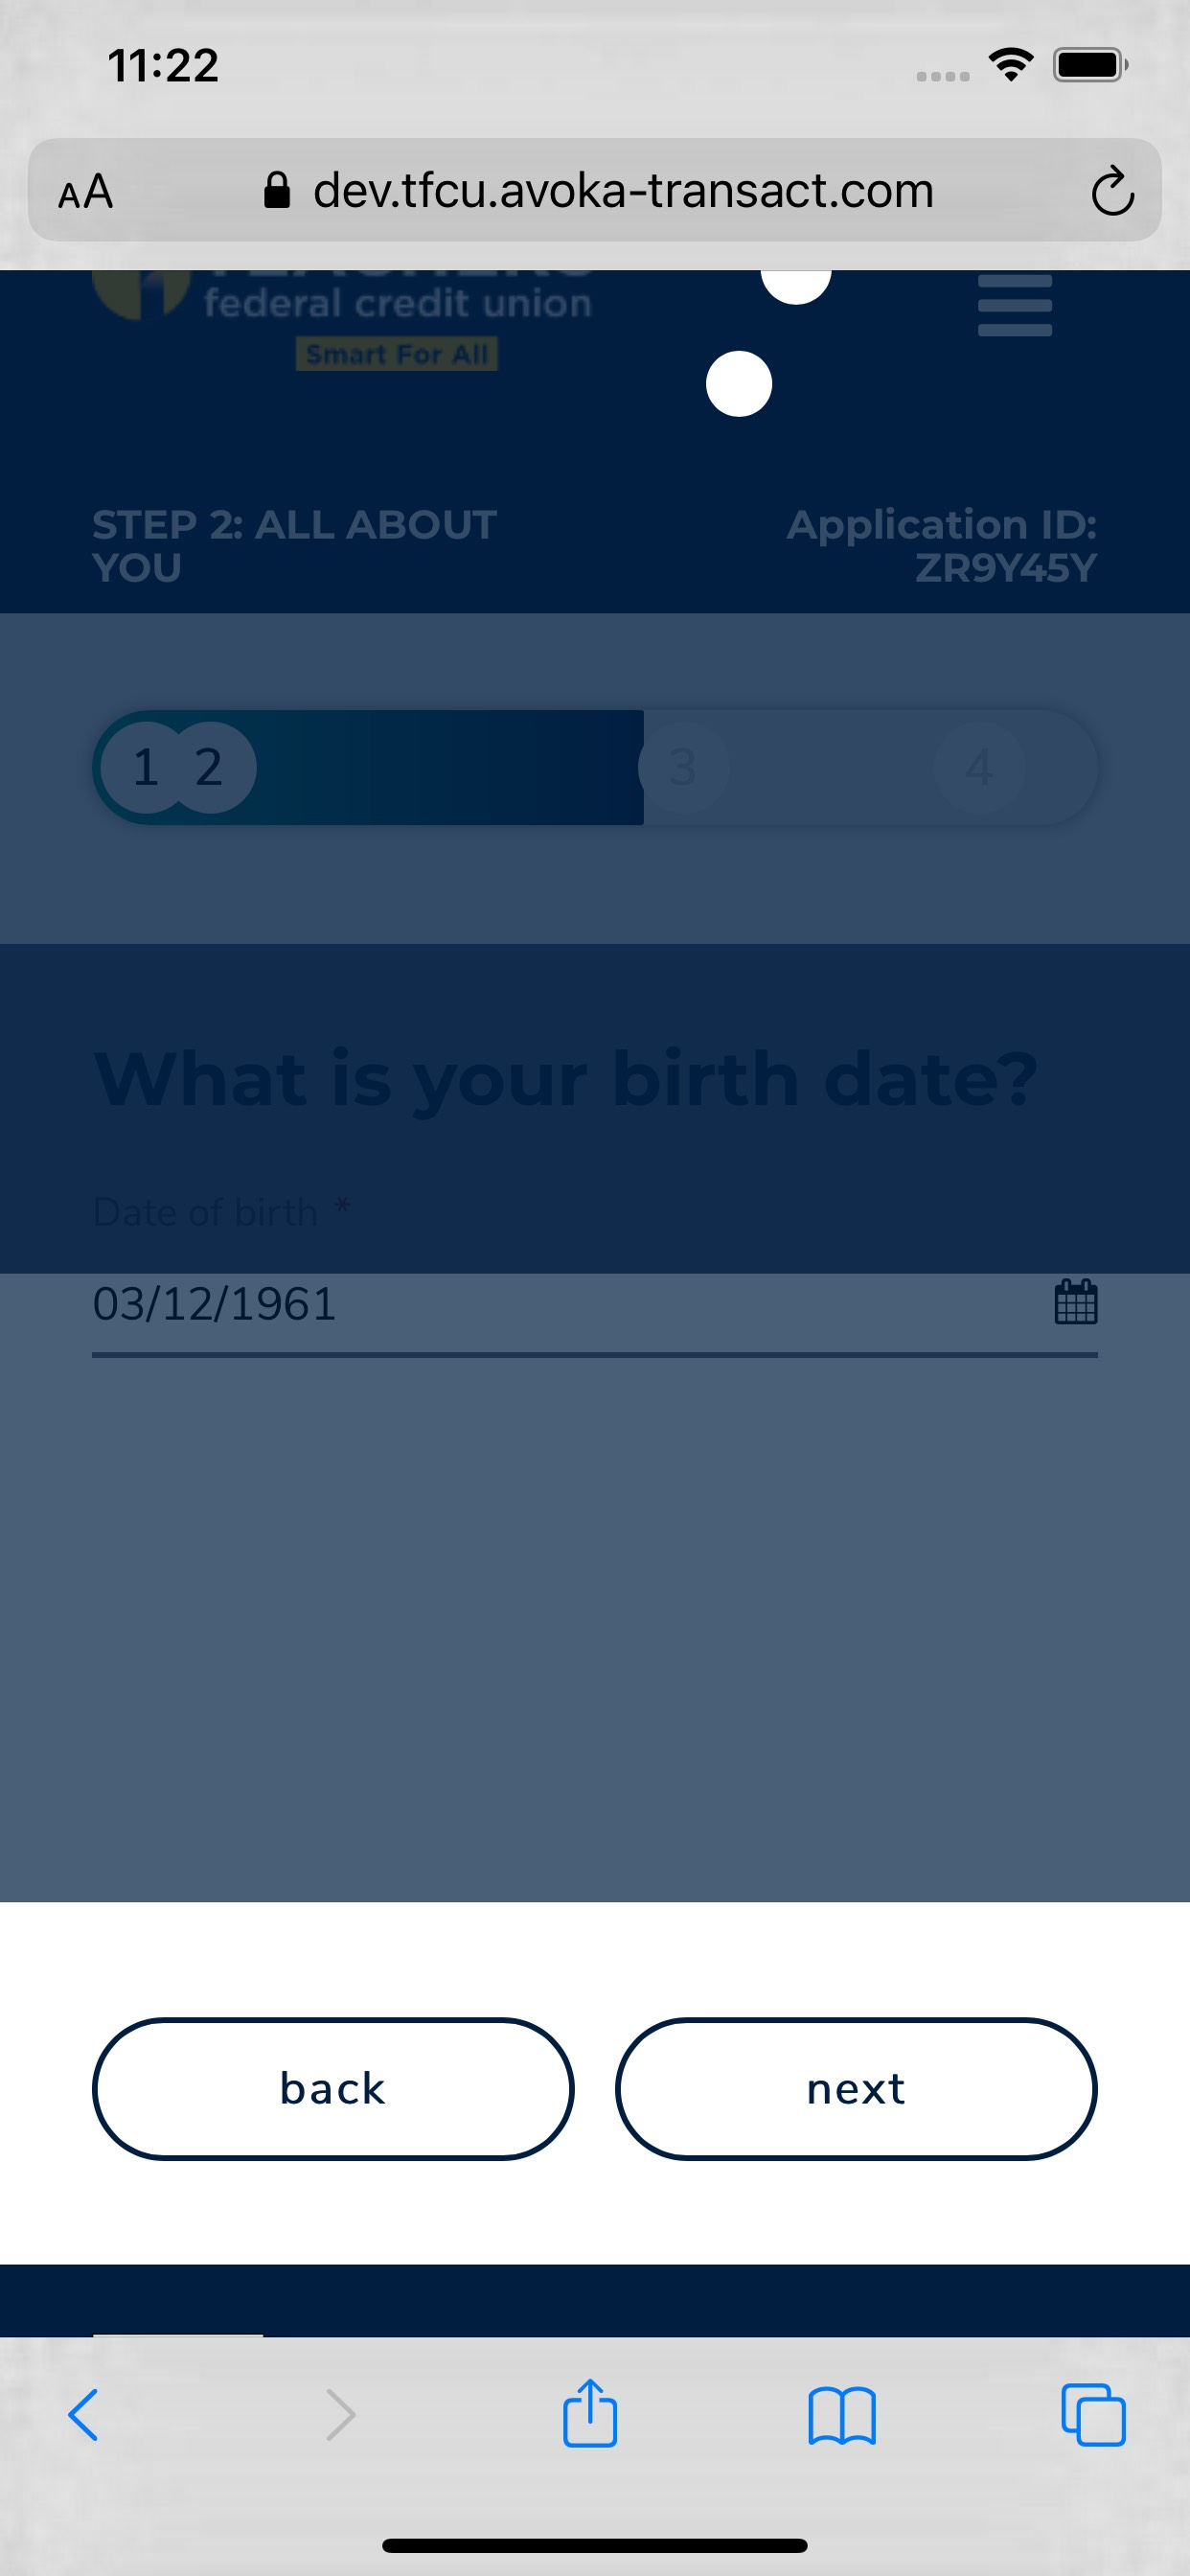 11:22
AA dev.tfcu.avoka-transact.com
TEACHERS
federal credit union
Smart For All
STEP 2: ALL ABOUT YOU
Application ID: ZR9Y45Y
1 2 3 4
What is your birth date?
Date of birth *
03/12/1961
back next